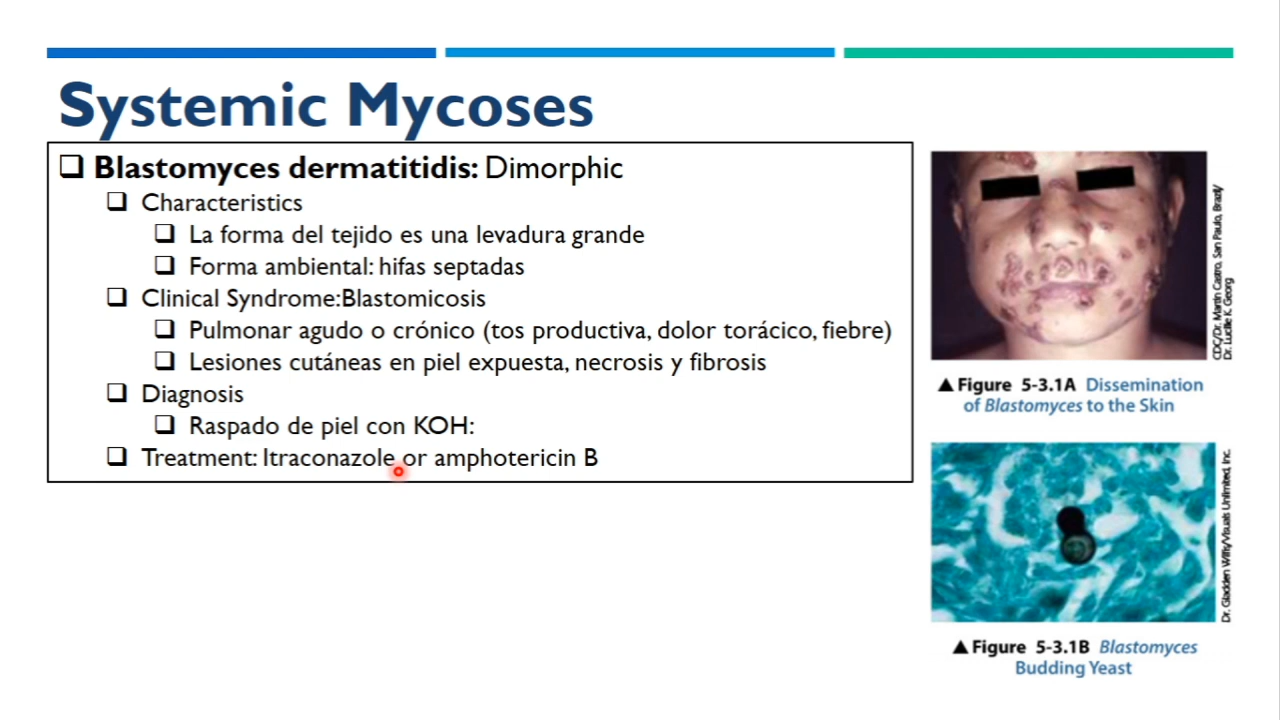 Systemic Mycoses
Blastomyces dermatitidis: Dimorphic
Characteristics
La forma del tejido es una levadura grande
Forma ambiental: hifas septadas
Clinical Syndrome:Blastomicosis
Pulmonar agudo o crónico (tos productiva, dolor torácico, fiebre)
Lesiones cutáneas en piel expuesta, necrosis y fibrosis
Diagnosis
Raspado de piel con KOH:
Treatment: Itraconazole or amphotericin B
CDC/Dr. Martin Castro, San Paulo, Brazil/
Dr. Lucille K. Georg
▲ Figure 5-3.1A Dissemination
of Blastomyces to the Skin
Dr. Gladden Willis/Visuals Unlimited, Inc.
▲ Figure 5-3.1B Blastomyces
Budding Yeast